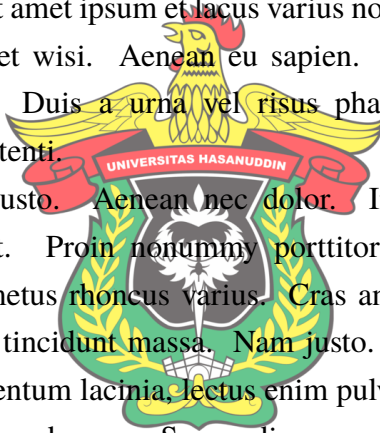 amet ipsum et lacus varius no
et wisi. Aenean eu sapien.
Duis a urna vel risus pha
tenti.
UNIVERSITAS HASANUDDIN
usto. Aenean nec dolor. I
t. Proin nonummy porttitor
netus rhoncus varius. Cras a
tincidunt massa. Nam justo.
entum lacinia, lectus enim pulv